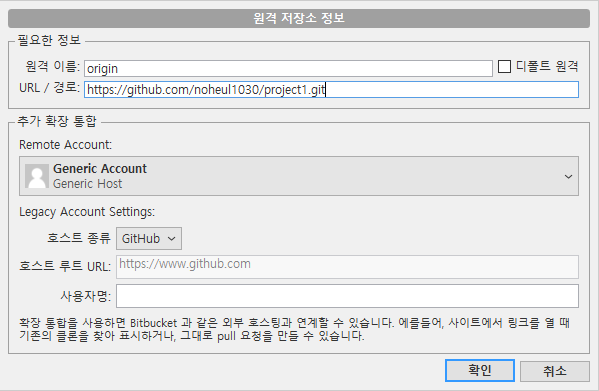 원격 저장소 정보
필요한 정보
원격 이름: origin 디폴트 원격
URL / 경로: https://github.com/noheul1030/project1.git
추가 확장 통합
Remote Account:
Generic Account
Generic Host
Legacy Account Settings:
호스트 종류 GitHub
호스트 루트 URL: https://www.github.com
사용자명:
확장 통합을 사용하면 Bitbucket 과 같은 외부 호스팅과 연계할 수 있습니다. 예를들어, 사이트에서 링크를 열 때
기존의 클론을 찾아 표시하거나, 그대로 pull 요청을 만들 수 있습니다.
확인 취소